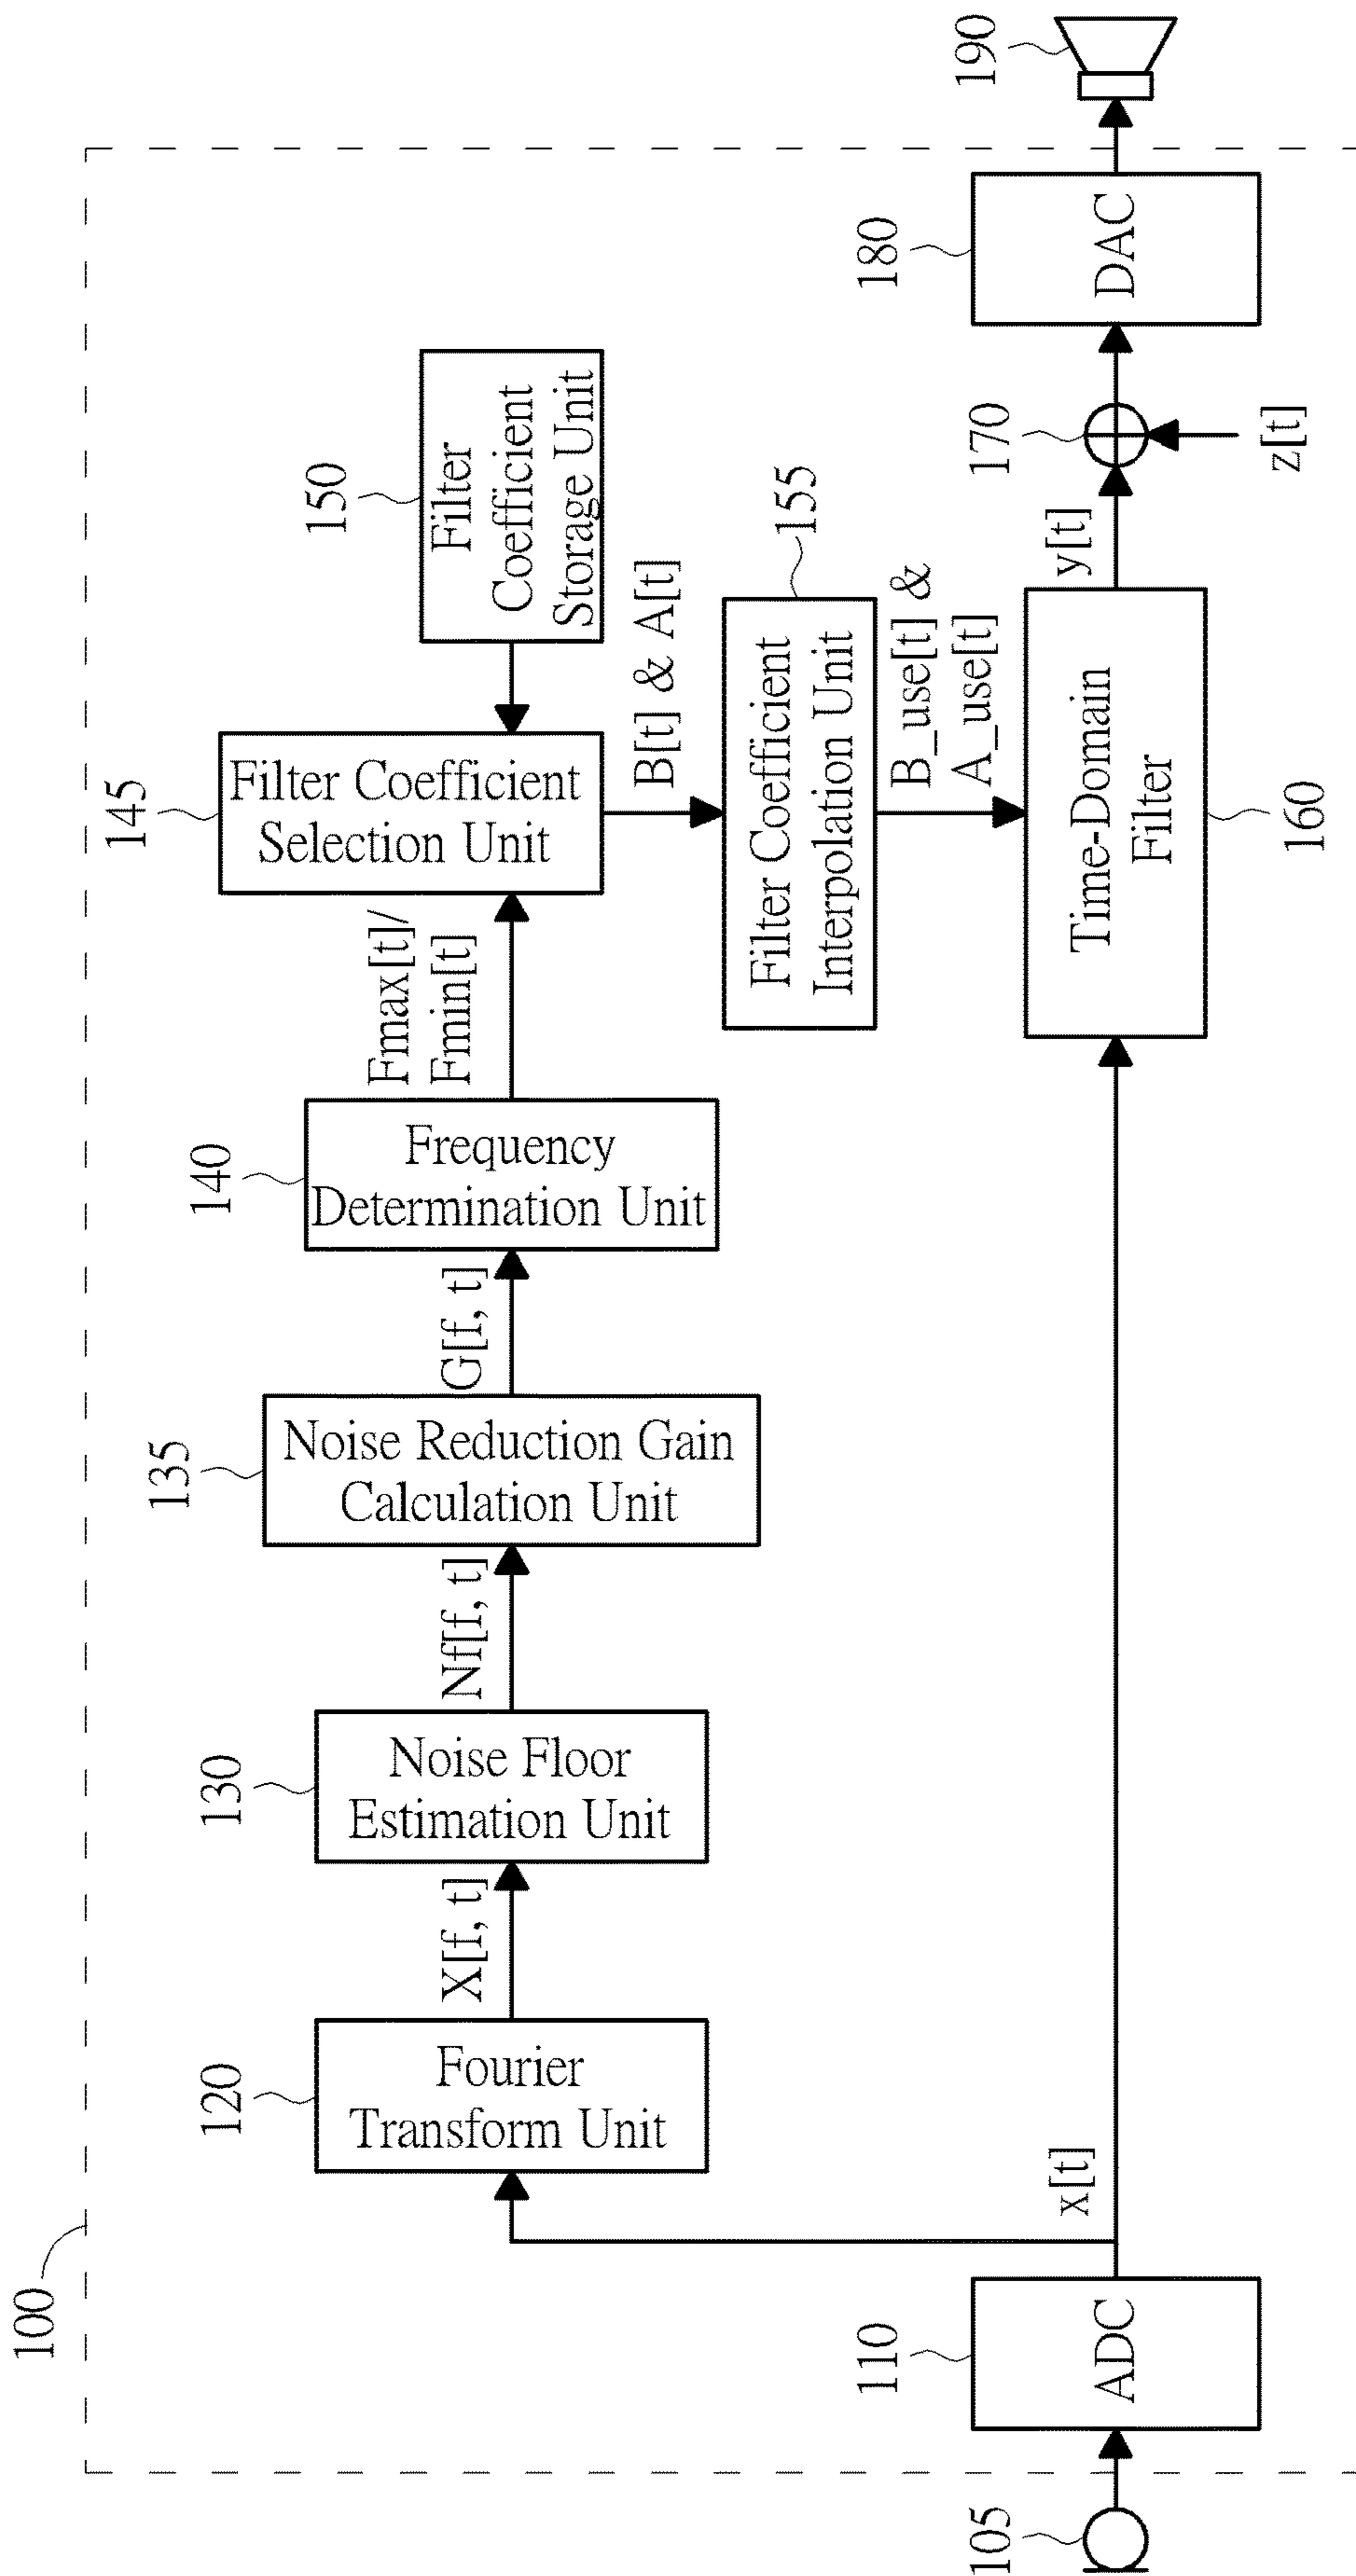 100
105
110
ADC
x[t]
120
Fourier
Transform Unit
X[f, t]
130
Noise Floor
Estimation Unit
Nf[f, t]
135
Noise Reduction Gain
Calculation Unit
G[f, t]
140
Frequency
Determination Unit
Fmax[t]/
Fmin[t]
145
Filter Coefficient
Selection Unit
150
Filter
Coefficient
Storage Unit
B[t] & A[t]
155
Filter Coefficient
Interpolation Unit
B_use[t] &
A_use[t]
Time-Domain
Filter
160
y[t]
170
z[t]
180
DAC
190